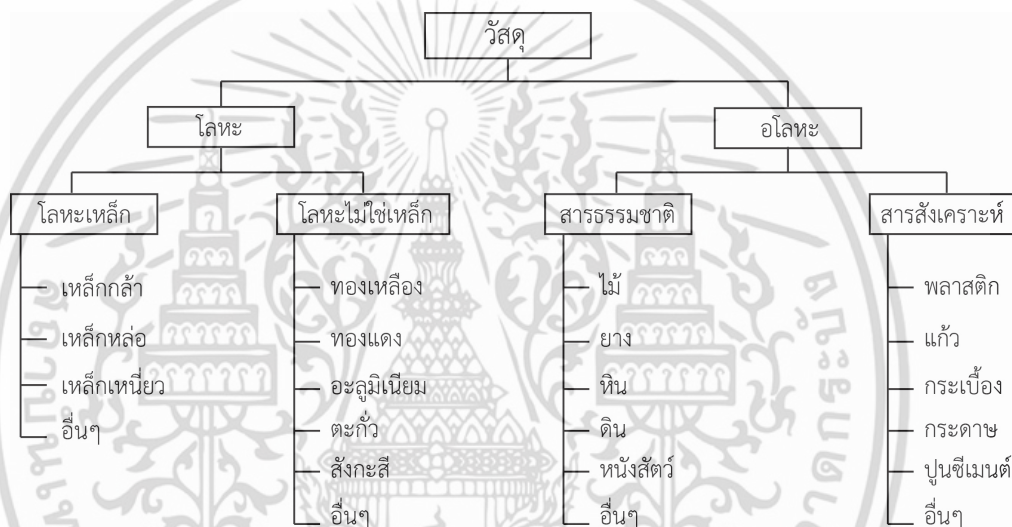 วัสดุ
โลหะ
อโลหะ
โลหะเหล็ก
โลหะไม่ใช่เหล็ก
สารธรรมชาติ
สารสังเคราะห์
เหล็กกล้า
เหล็กหล่อ
เหล็กเหนี่ยว
อื่นๆ
ทองเหลือง
ทองแดง
อะลูมิเนียม
ตะกั่ว
สังกะสี
อื่นๆ
ไม้
ยาง
หิน
ดิน
หนังสัตว์
อื่นๆ
พลาสติก
แก้ว
กระเบื้อง
กระดาษ
ปูนซีเมนต์
อื่นๆ